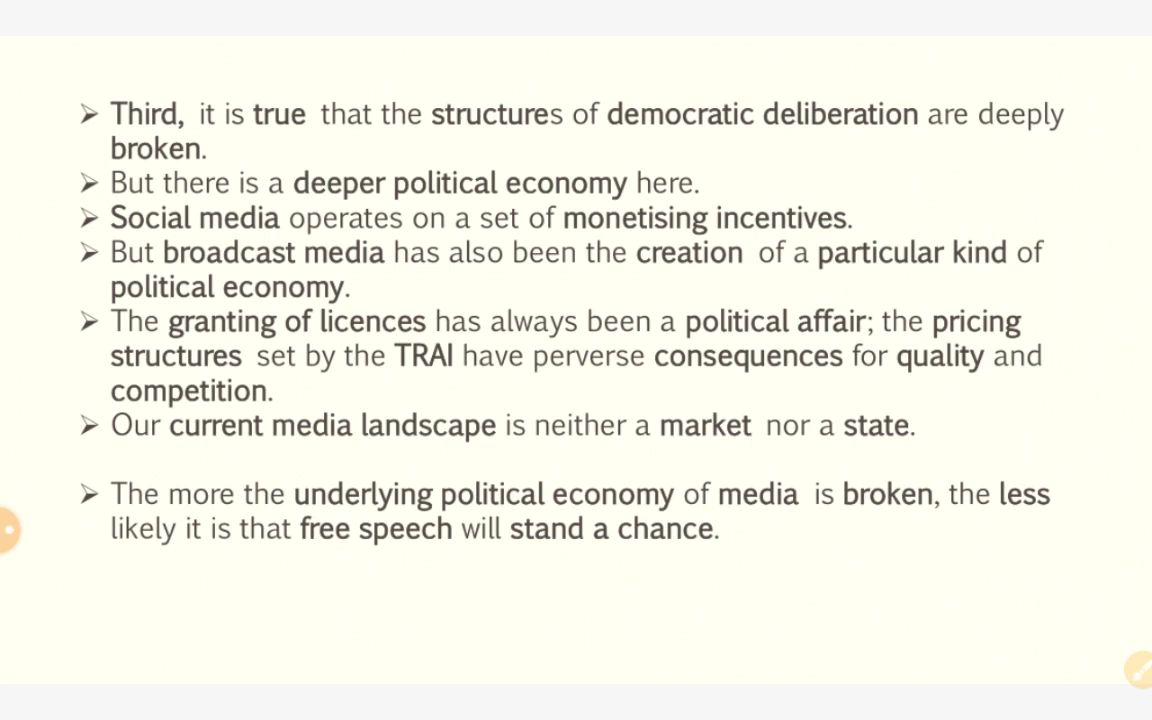 ➢ Third, it is true that the structures of democratic deliberation are deeply
broken.
➢ But there is a deeper political economy here.
➢ Social media operates on a set of monetising incentives.
➢ But broadcast media has also been the creation of a particular kind of
political economy.
➢ The granting of licences has always been a political affair; the pricing
structures set by the TRAI have perverse consequences for quality and
competition.
➢ Our current media landscape is neither a market nor a state.
➢ The more the underlying political economy of media is broken, the less
likely it is that free speech will stand a chance.